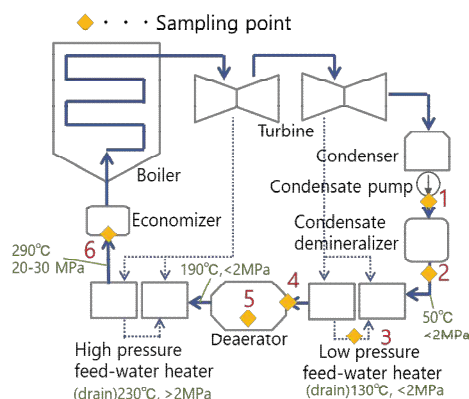 ・・・Sampling point
Turbine
Condenser
Condensate pump
1
Boiler
Economizer
Condensate
demineralizer
6
290℃
20-30 MPa
190℃,<2MPa
4
2
5
50℃
<2MPa
Deaerator
3
High pressure
feed-water heater
(drain)230℃, >2MPa
Low pressure
feed-water heater
(drain)130℃, <2MPa